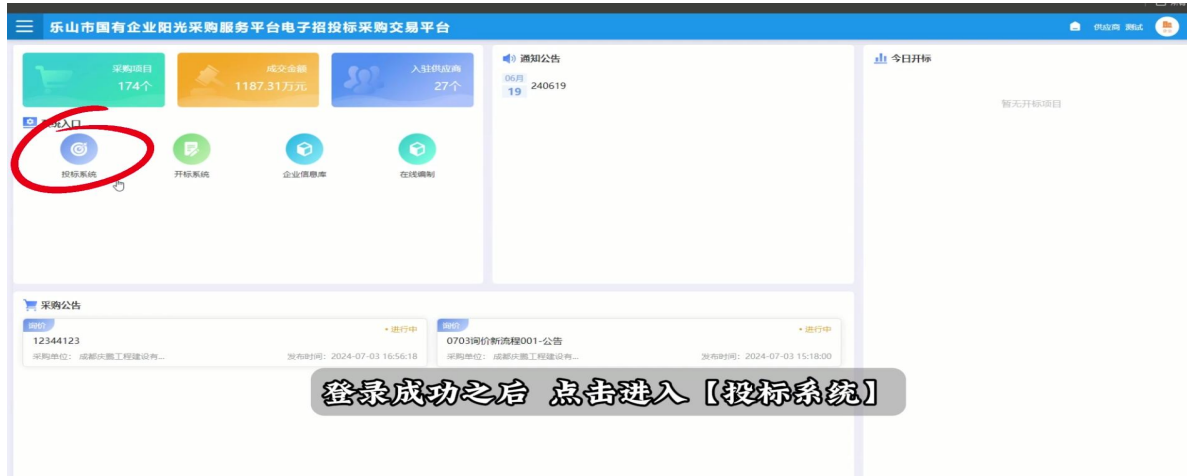 乐山市国有企业阳光采购服务平台电子招投标采购交易平台
供应商 测试
采购项目
174个
成交金额
1187.31万元
入驻供应商
27个
入口
投标系统
开标系统
企业信息库
在线编制
通知公告
06月
19
240619
今日开标
暂无开标项目
采购公告
询价
进行中
12344123
采购单位：成都庆鹏工程建设有...
发布时间：2024-07-03 16:56:18
询价
进行中
0703询价新流程001-公告
采购单位：成都庆鹏工程建设有...
发布时间：2024-07-03 15:18:00
登录成功之后 点击进入【投标系统】